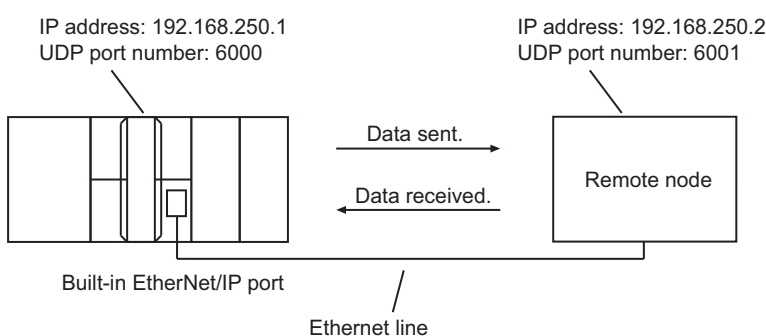 IP address: 192.168.250.1
UDP port number: 6000
IP address: 192.168.250.2
UDP port number: 6001
Data sent.
Data received.
Remote node
Built-in EtherNet/IP port
Ethernet line